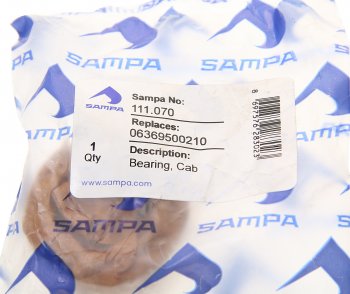 SAMPA
SAMPA
SAMPA
Sampa No:
111.070
Replaces:
06369500210
1
Qty
Description:
Bearing, Cab
www.sampa.com
SAMPA
SAMPA